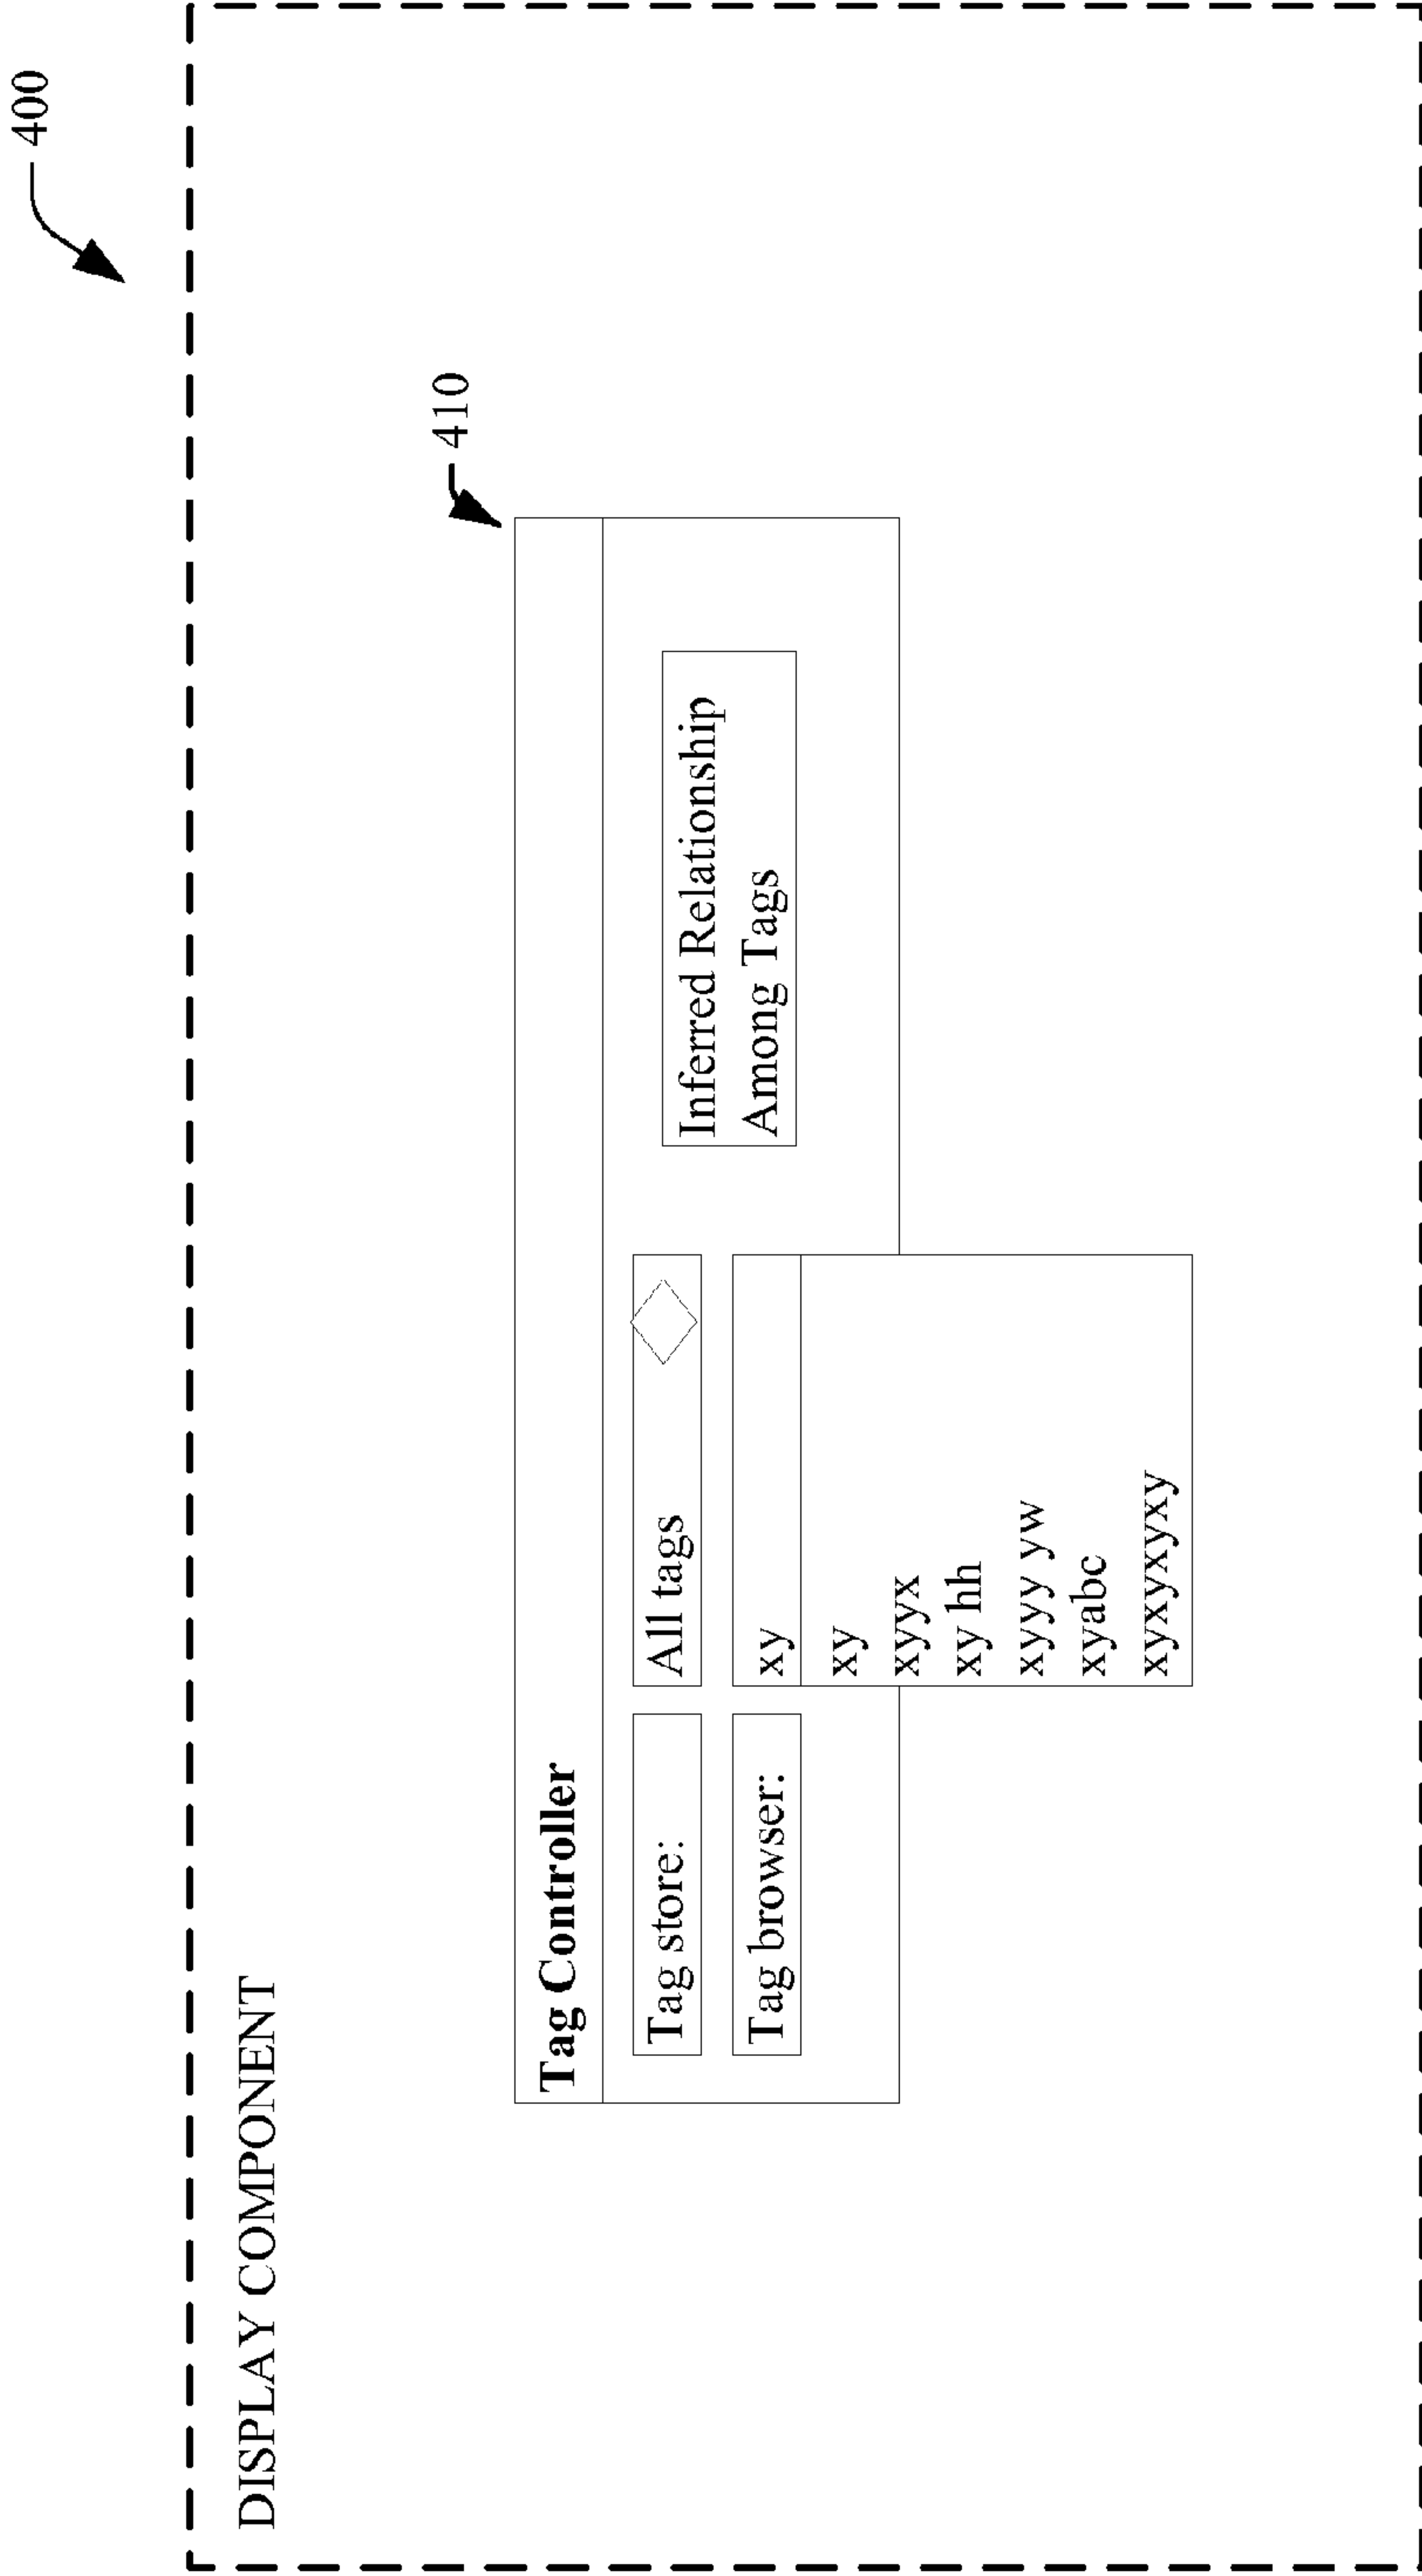 400
DISPLAY COMPONENT
410
Tag Controller
Tag store:
All tags
Tag browser:
xy
xy
xyyx
xy hh
xyyy yw
xyabc
xyxyxyxy
Inferred Relationship
Among Tags